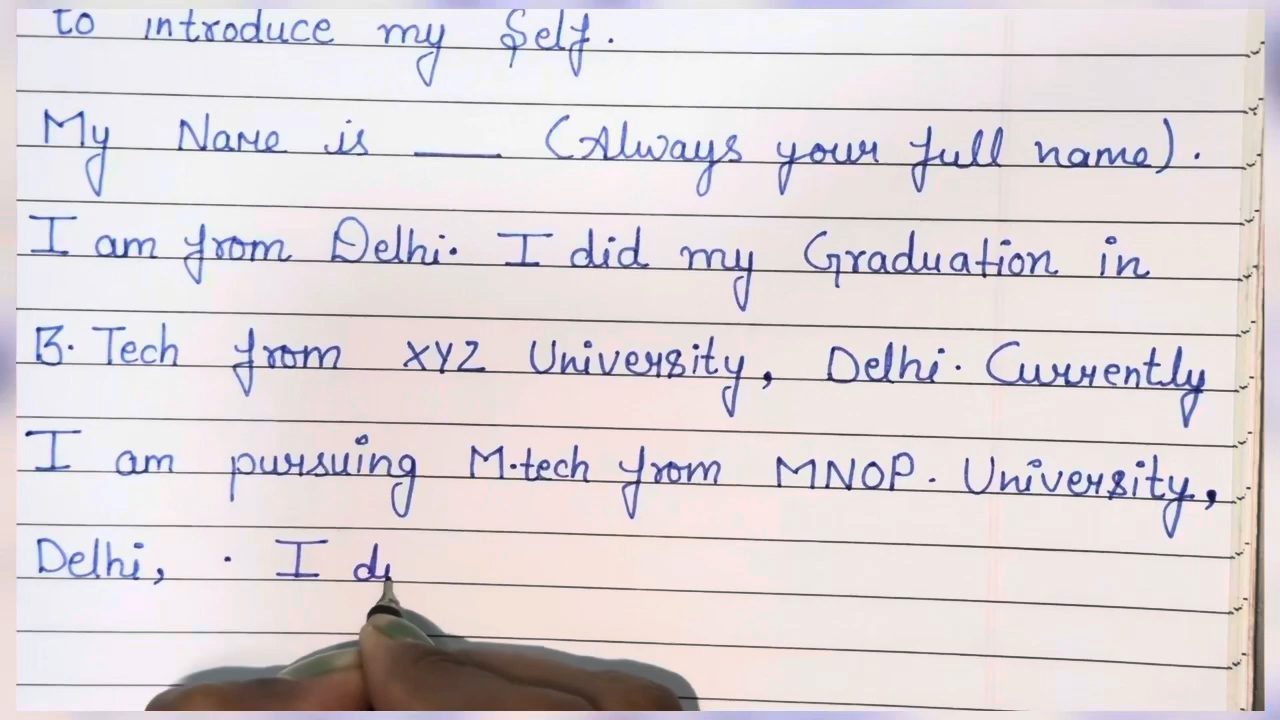 to introduce my Self.
My Name is ___ (Always your full name).
I am from Delhi. I did my Graduation in
B.Tech from XYZ University, Delhi. Currently
I am pursuing M.tech from MNOP. University,
Delhi, . I d